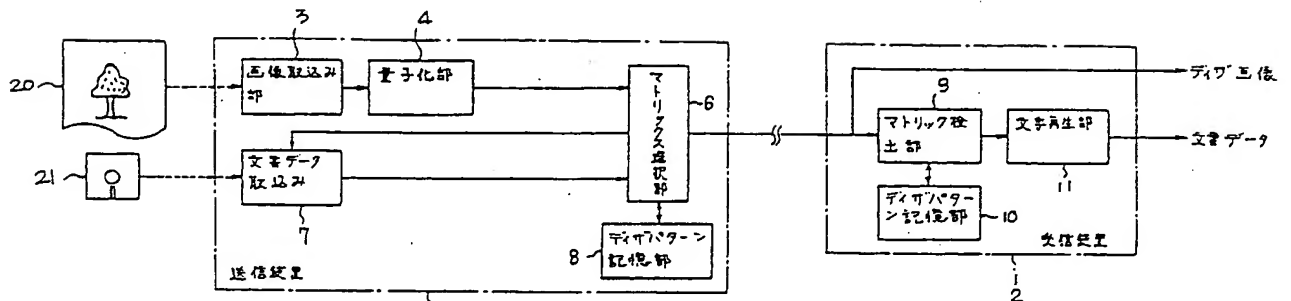 3
4
画像取込み
部
量子化部
20
マトリックス選択部
6
9
ディザ画像
マトリック検
出部
文字再生部
文書データ
11
文書データ
取込み
7
21
ディザパターン
記憶部
8
ディザパター
ン記憶部
10
送信装置
受信装置
2